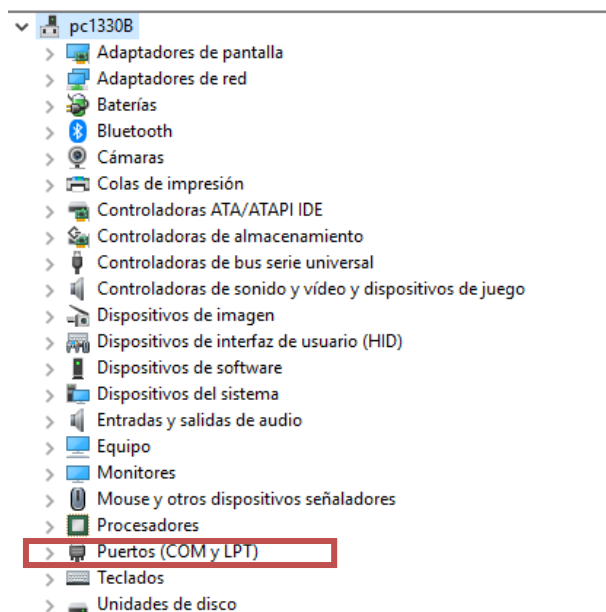 pc1330B
Adaptadores de pantalla
Adaptadores de red
Baterías
Bluetooth
Cámaras
Colas de impresión
Controladoras ATA/ATAPI IDE
Controladoras de almacenamiento
Controladoras de bus serie universal
Controladoras de sonido y vídeo y dispositivos de juego
Dispositivos de imagen
Dispositivos de interfaz de usuario (HID)
Dispositivos de software
Dispositivos del sistema
Entradas y salidas de audio
Equipo
Monitores
Mouse y otros dispositivos señaladores
Procesadores
Puertos (COM y LPT)
Teclados
Unidades de disco